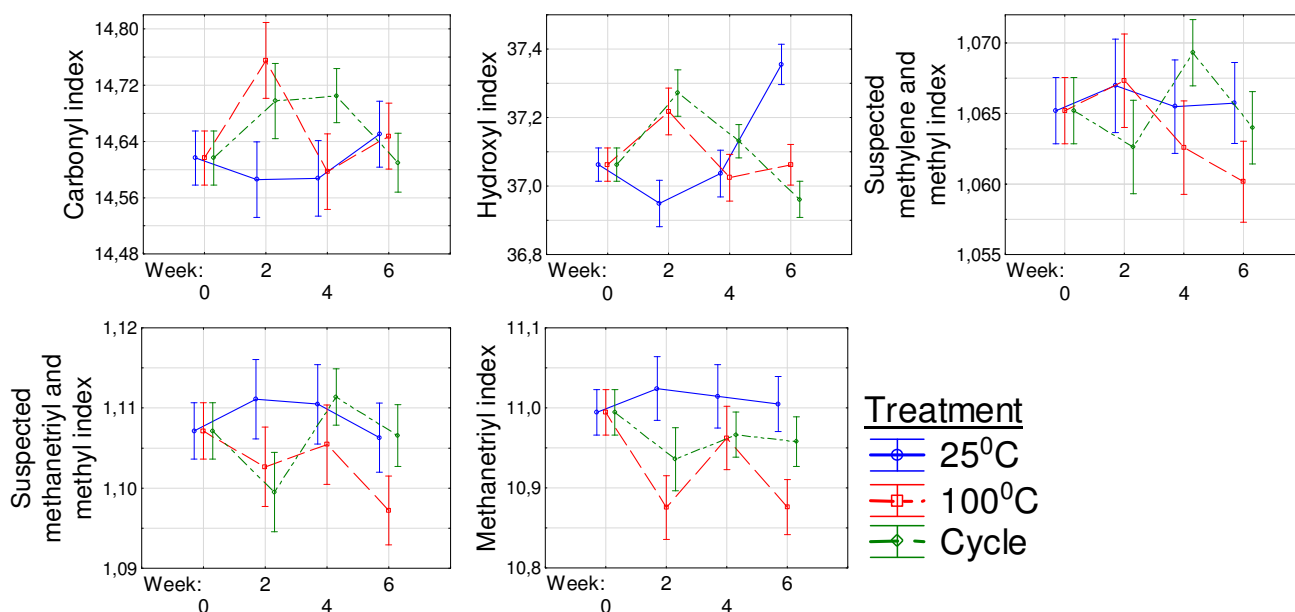 Carbonyl index
14,80
14,72
14,64
14,56
14,48
Week:
0
2
4
6
Hydroxyl index
37,4
37,2
37,0
36,8
Week:
0
2
4
6
Suspected
methylene and
methyl index
1,070
1,065
1,060
1,055
Week:
0
2
4
6
Suspected
methanetriyl and
methyl index
1,12
1,11
1,10
1,09
Week:
0
2
4
6
Methanetriyl index
11,1
11,0
10,9
10,8
Week:
0
2
4
6
Treatment
25⁰C
100⁰C
Cycle